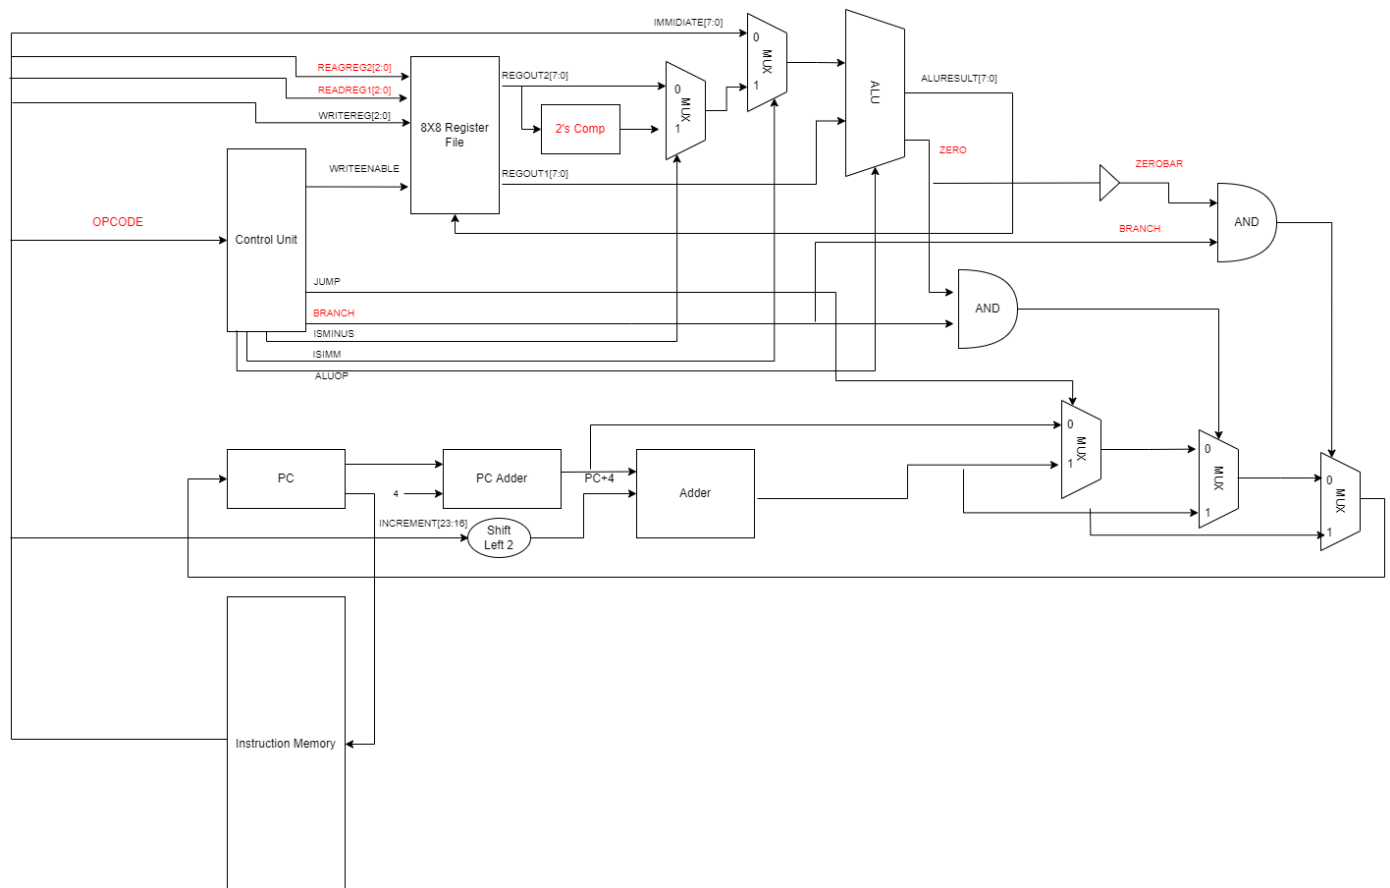 IMMIDIATE[7:0]
0
MUX
1
REAGREG2[2:0]
READREG1[2:0]
WRITEREG[2:0]
WRITEENABLE
8X8 Register
File
REGOUT2[7:0]
2's Comp
0
MUX
1
REGOUT1[7:0]
ALU
ALURESULT[7:0]
ZERO
ZEROBAR
BRANCH
AND
OPCODE
Control Unit
JUMP
BRANCH
ISMINUS
ISIMM
ALUOP
AND
0
MUX
1
0
MUX
1
0
MUX
1
PC
PC Adder
4
PC+4
Adder
INCREMENT[23:16]
Shift
Left 2
Instruction Memory